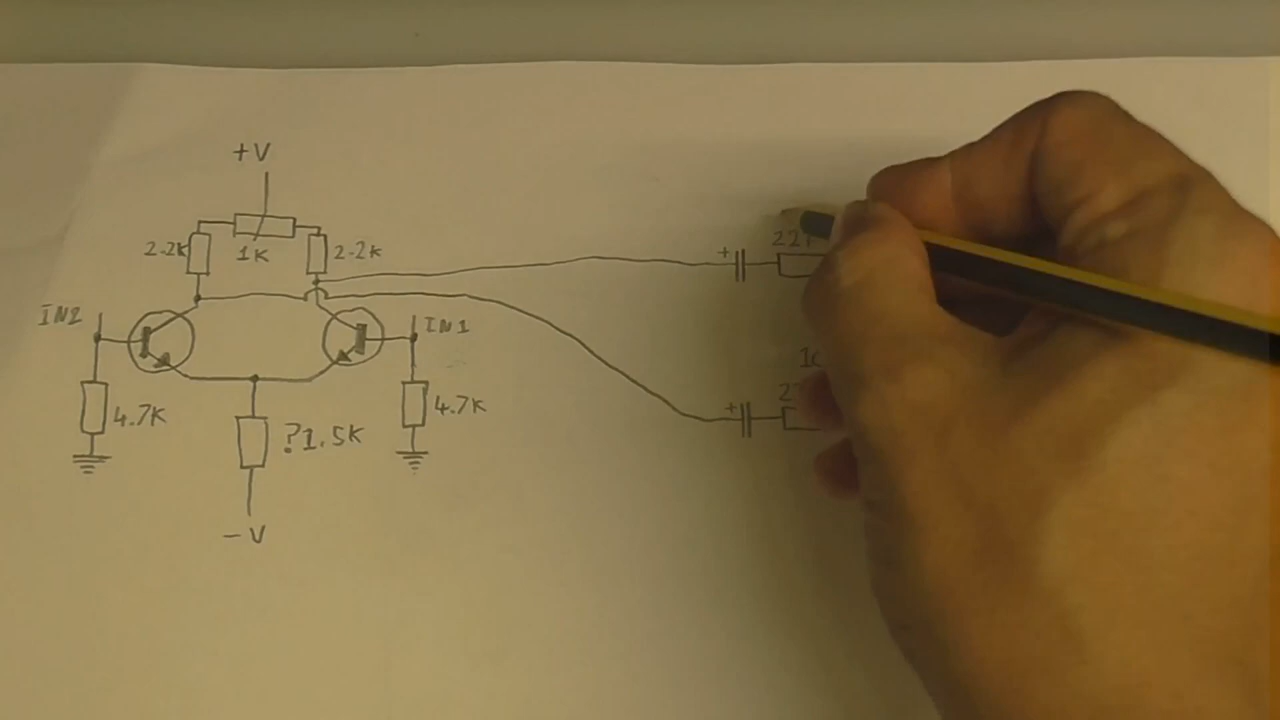 +V
2.2K
1K
2.2K
IN2
IN1
4.7K
?1.5K
4.7K
-V
+
+